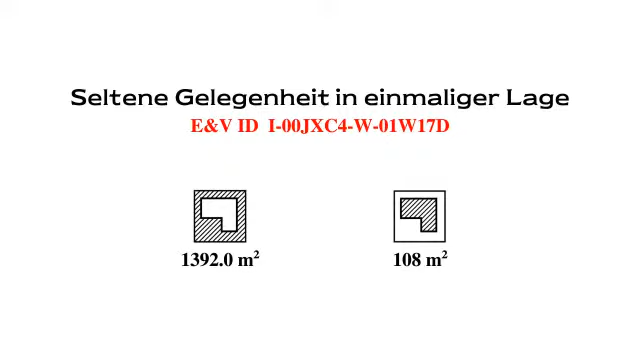 Seltene Gelegenheit in einmaliger Lage
E&V ID I-00JXC4-W-01W17D
1392.0 m²
108 m²